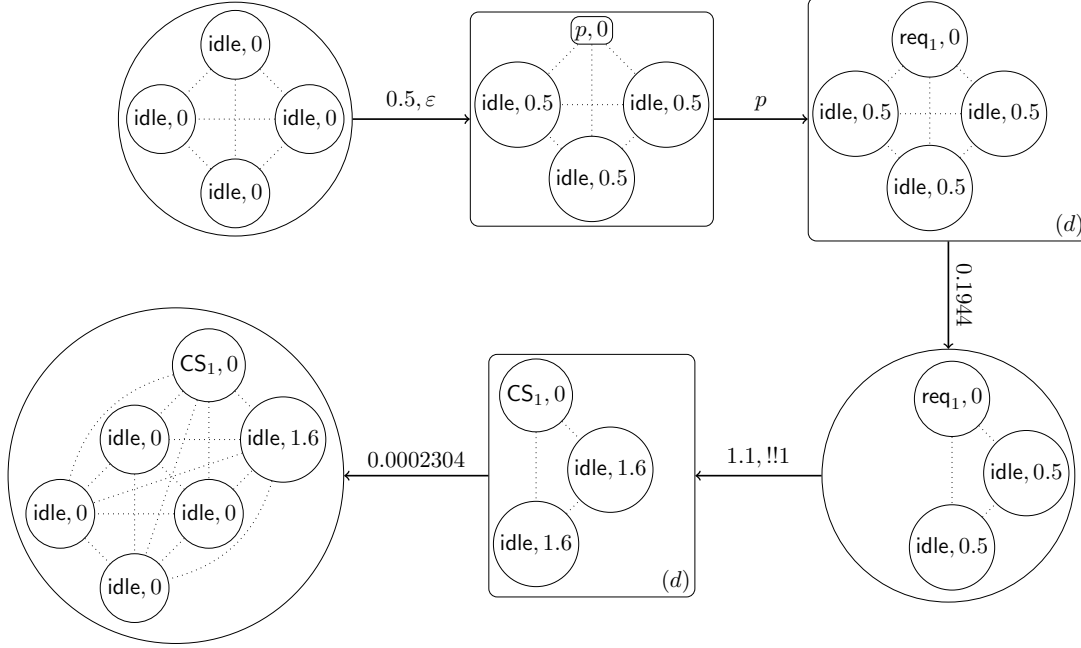 idle, 0
idle, 0
idle, 0
idle, 0
0.5, ε
p, 0
idle, 0.5
idle, 0.5
idle, 0.5
p
req₁, 0
idle, 0.5
idle, 0.5
idle, 0.5
(d)
0.1944
req₁, 0
idle, 0.5
idle, 0.5
1.1, !!1
CS₁, 0
idle, 1.6
idle, 1.6
(d)
0.0002304
CS₁, 0
idle, 0
idle, 1.6
idle, 0
idle, 0
idle, 0